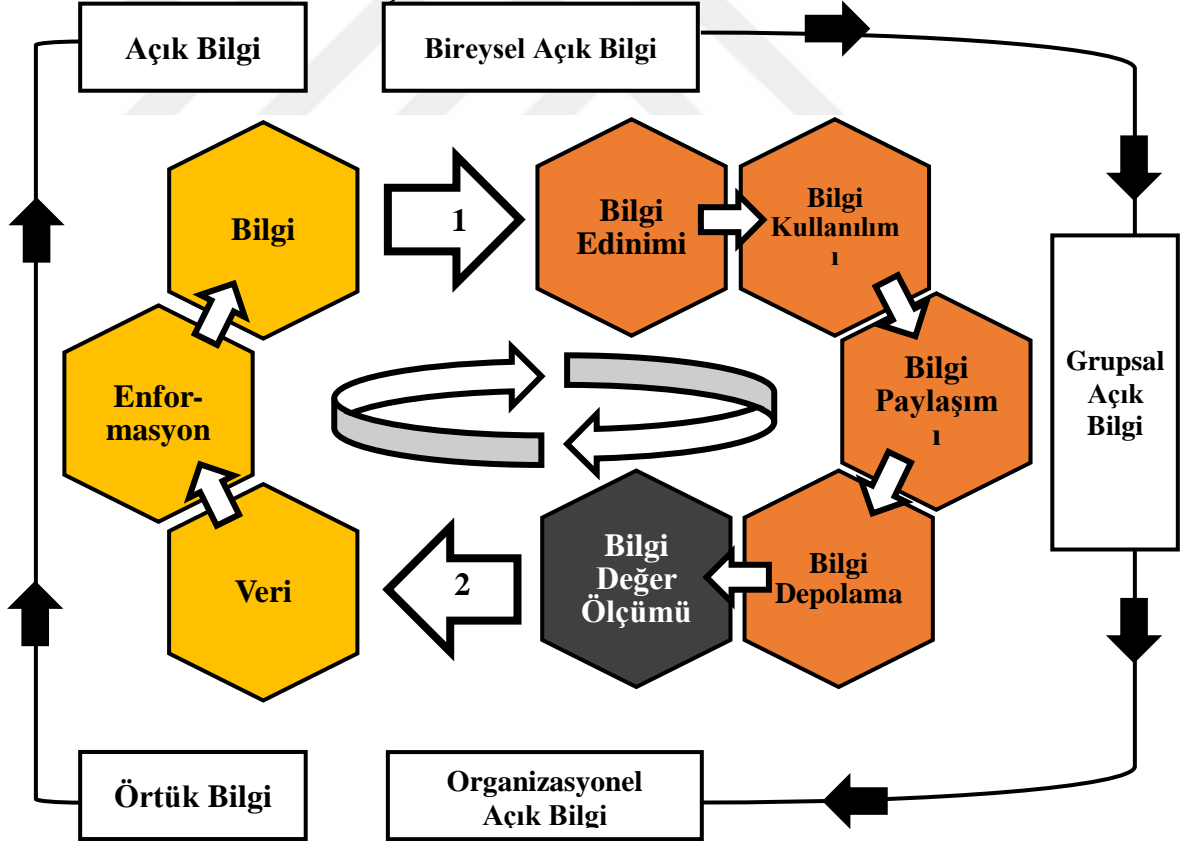 Açık Bilgi
Bireysel Açık Bilgi
Bilgi
1
Bilgi
Edinimi
Bilgi
Kullanılım
ı
Enfor-
masyon
Bilgi
Paylaşım
ı
Grupsal
Açık
Bilgi
Veri
2
Bilgi
Değer
Ölçümü
Bilgi
Depolama
Örtük Bilgi
Organizasyonel
Açık Bilgi